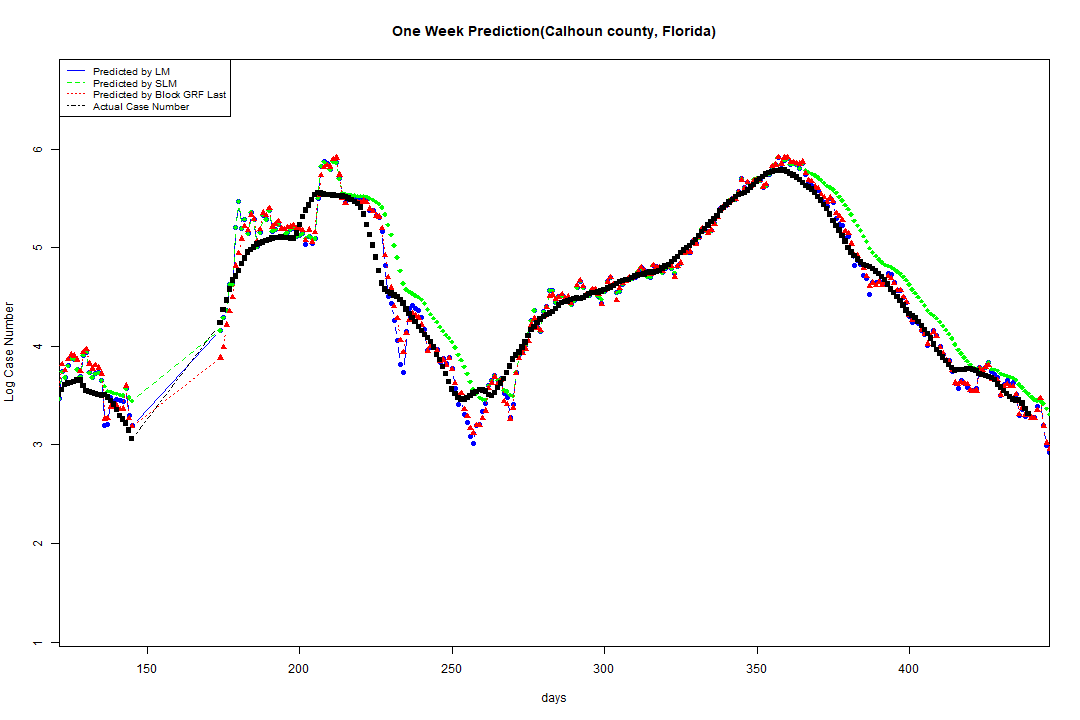 One Week Prediction(Calhoun county, Florida)
Predicted by LM
Predicted by SLM
Predicted by Block GRF Last
Actual Case Number
Log Case Number
6
5
4
3
2
1
150 200 250 300 350 400
days